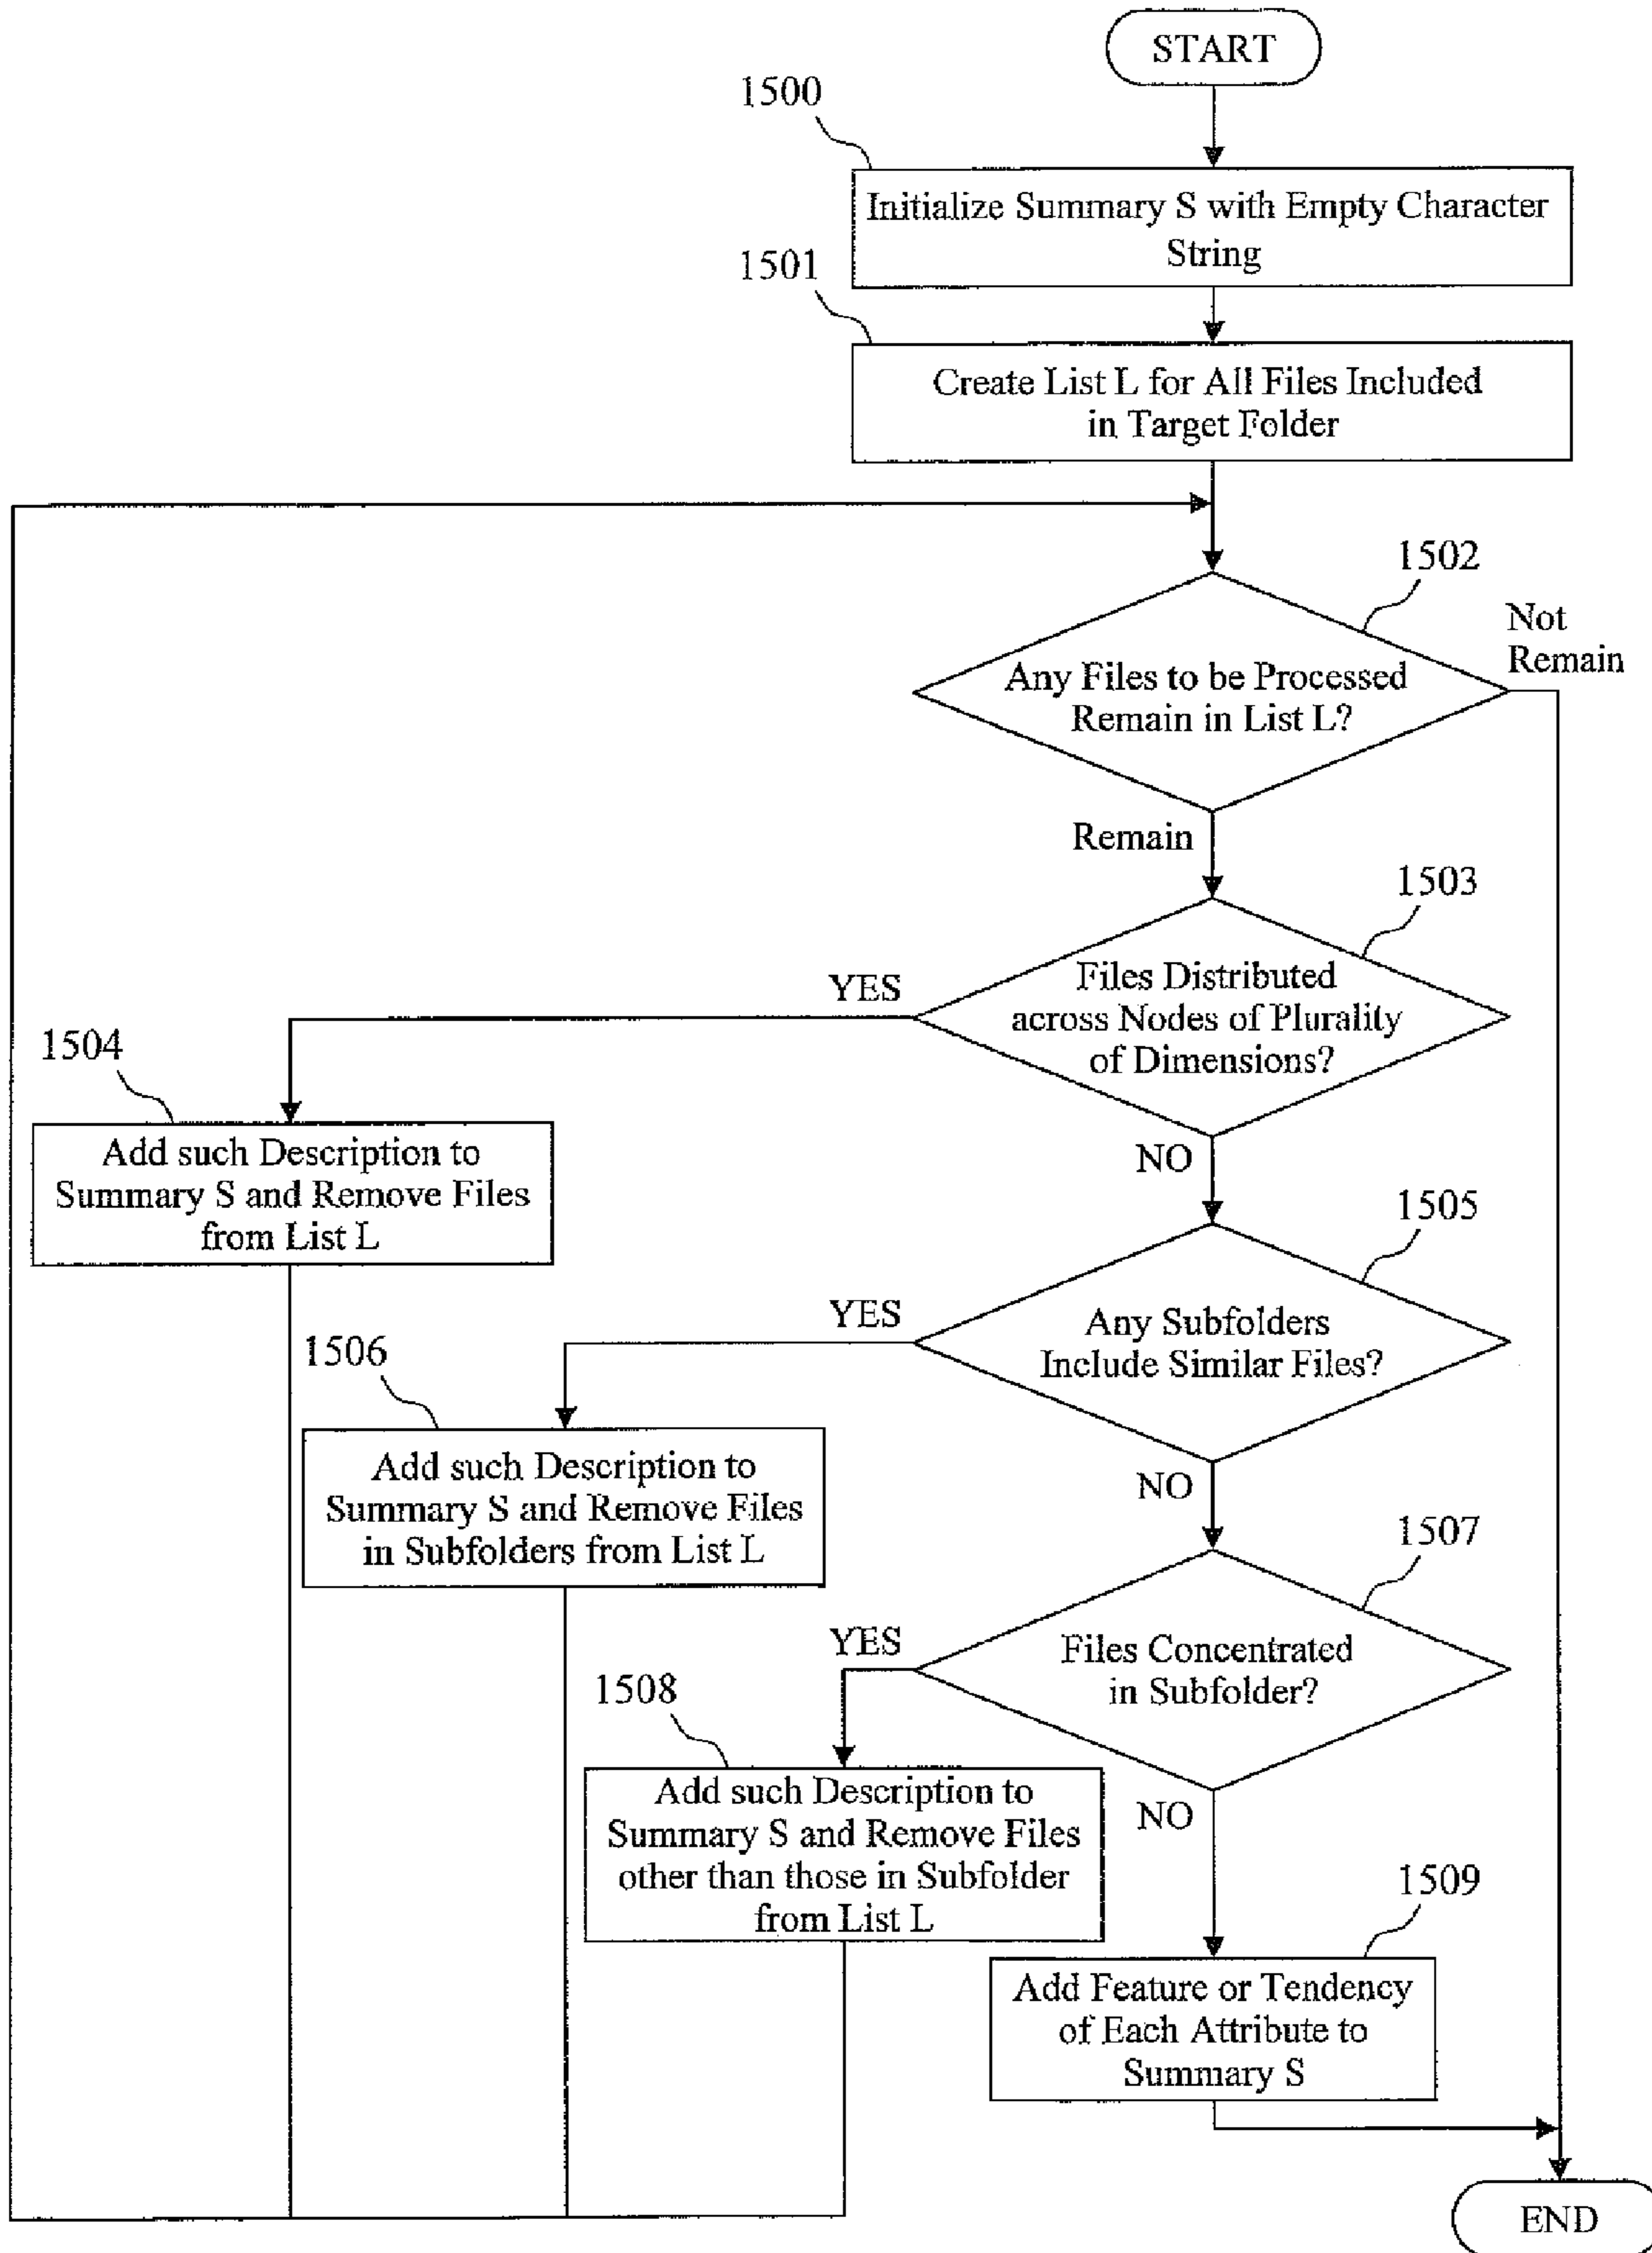 START
1500
Initialize Summary S with Empty Character
String
1501
Create List L for All Files Included
in Target Folder
1502
Not
Remain
Any Files to be Processed
Remain in List L?
Remain
1503
YES
Files Distributed
across Nodes of Plurality
of Dimensions?
1504
Add such Description to
Summary S and Remove Files
from List L
NO
1505
YES
Any Subfolders
Include Similar Files?
1506
Add such Description to
Summary S and Remove Files
in Subfolders from List L
NO
1507
YES
Files Concentrated
in Subfolder?
1508
Add such Description to
Summary S and Remove Files
other than those in Subfolder
from List L
NO
1509
Add Feature or Tendency
of Each Attribute to
Summary S
END